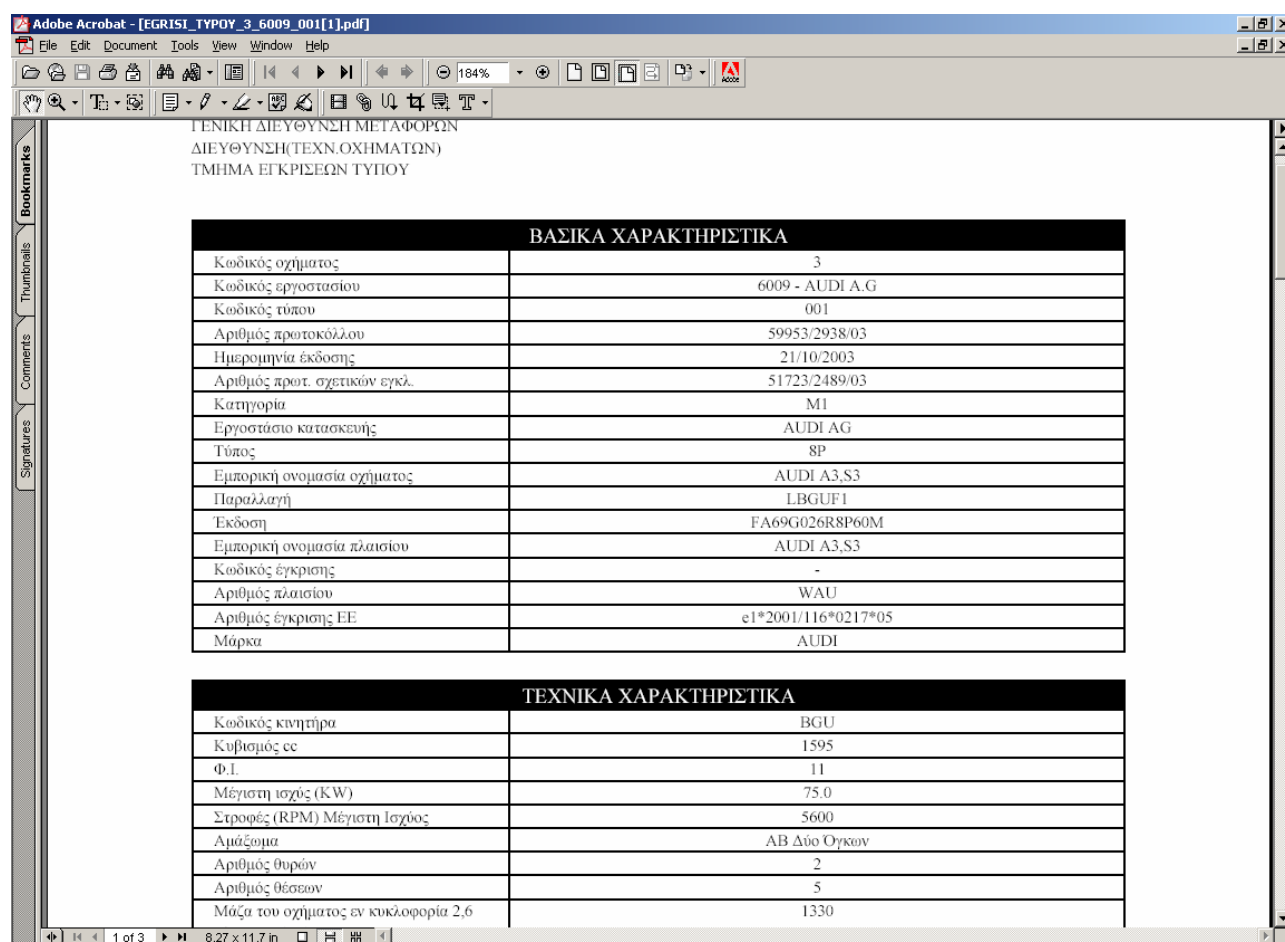 Adobe Acrobat - [EGRISI_TYPOY_3_6009_001[1].pdf]
File Edit Document Tools View Window Help
184%
Adobe
Bookmarks
Thumbnails
Comments
Signatures
ΓΕΝΙΚΗ ΔΙΕΥΘΥΝΣΗ ΜΕΤΑΦΟΡΩΝ
ΔΙΕΥΘΥΝΣΗ(ΤΕΧΝ.ΟΧΗΜΑΤΩΝ)
ΤΜΗΜΑ ΕΓΚΡΙΣΕΩΝ ΤΥΠΟΥ
ΒΑΣΙΚΑ ΧΑΡΑΚΤΗΡΙΣΤΙΚΑ
Κωδικός οχήματος 3
Κωδικός εργοστασίου 6009 - AUDI A.G
Κωδικός τύπου 001
Αριθμός πρωτοκόλλου 59953/2938/03
Ημερομηνία έκδοσης 21/10/2003
Αριθμός πρωτ. σχετικών εγκλ. 51723/2489/03
Κατηγορία M1
Εργοστάσιο κατασκευής AUDI AG
Τύπος 8P
Εμπορική ονομασία οχήματος AUDI A3,S3
Παραλλαγή LBGUF1
Έκδοση FA69G026R8P60M
Εμπορική ονομασία πλαισίου AUDI A3,S3
Κωδικός έγκρισης -
Αριθμός πλαισίου WAU
Αριθμός έγκρισης ΕΕ e1*2001/116*0217*05
Μάρκα AUDI
ΤΕΧΝΙΚΑ ΧΑΡΑΚΤΗΡΙΣΤΙΚΑ
Κωδικός κινητήρα BGU
Κυβισμός cc 1595
Φ.Ι. 11
Μέγιστη ισχύς (KW) 75.0
Στροφές (RPM) Μέγιστη Ισχύος 5600
Αμάξωμα ΑΒ Δύο Όγκων
Αριθμός θυρών 2
Αριθμός θέσεων 5
Μάζα του οχήματος εν κυκλοφορία 2,6 1330
1 of 3 8.27 x 11.7 in